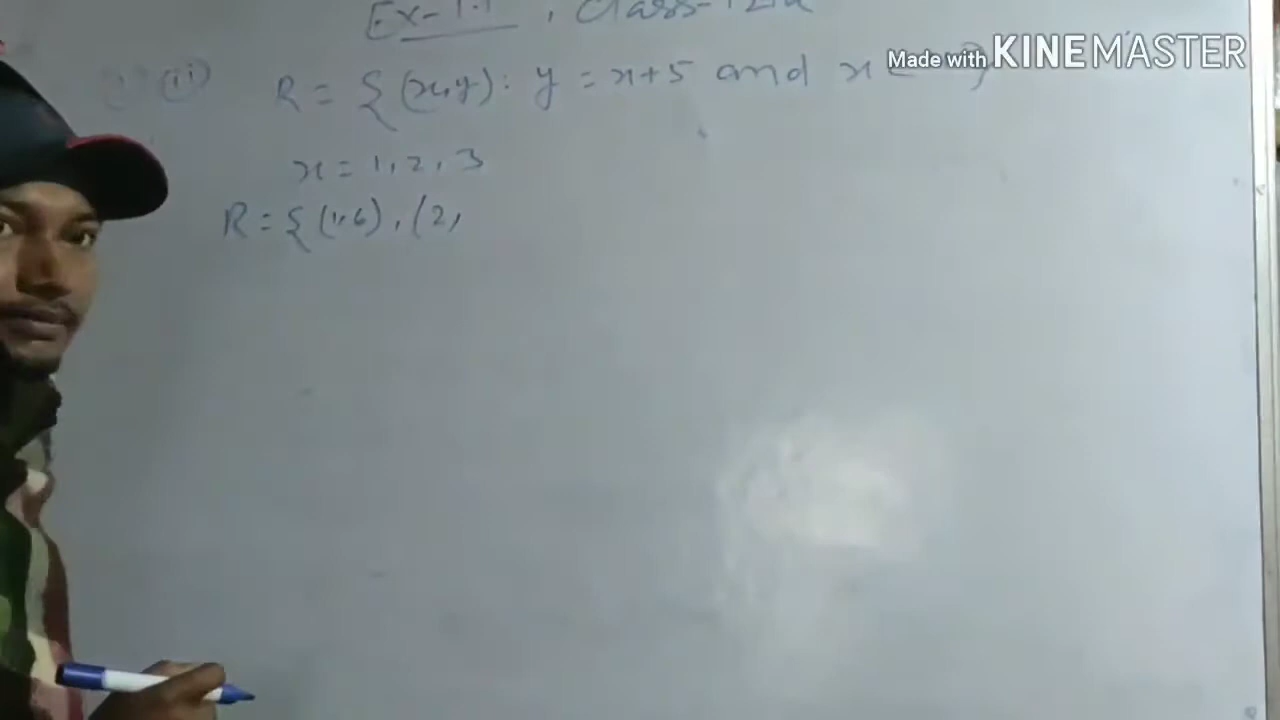 Ex-1.1, Class-12th
Made with KINEMASTER
(ii) R = { (x,y): y = x+5 and x
x = 1, 2, 3
R = { (1,6), (2,